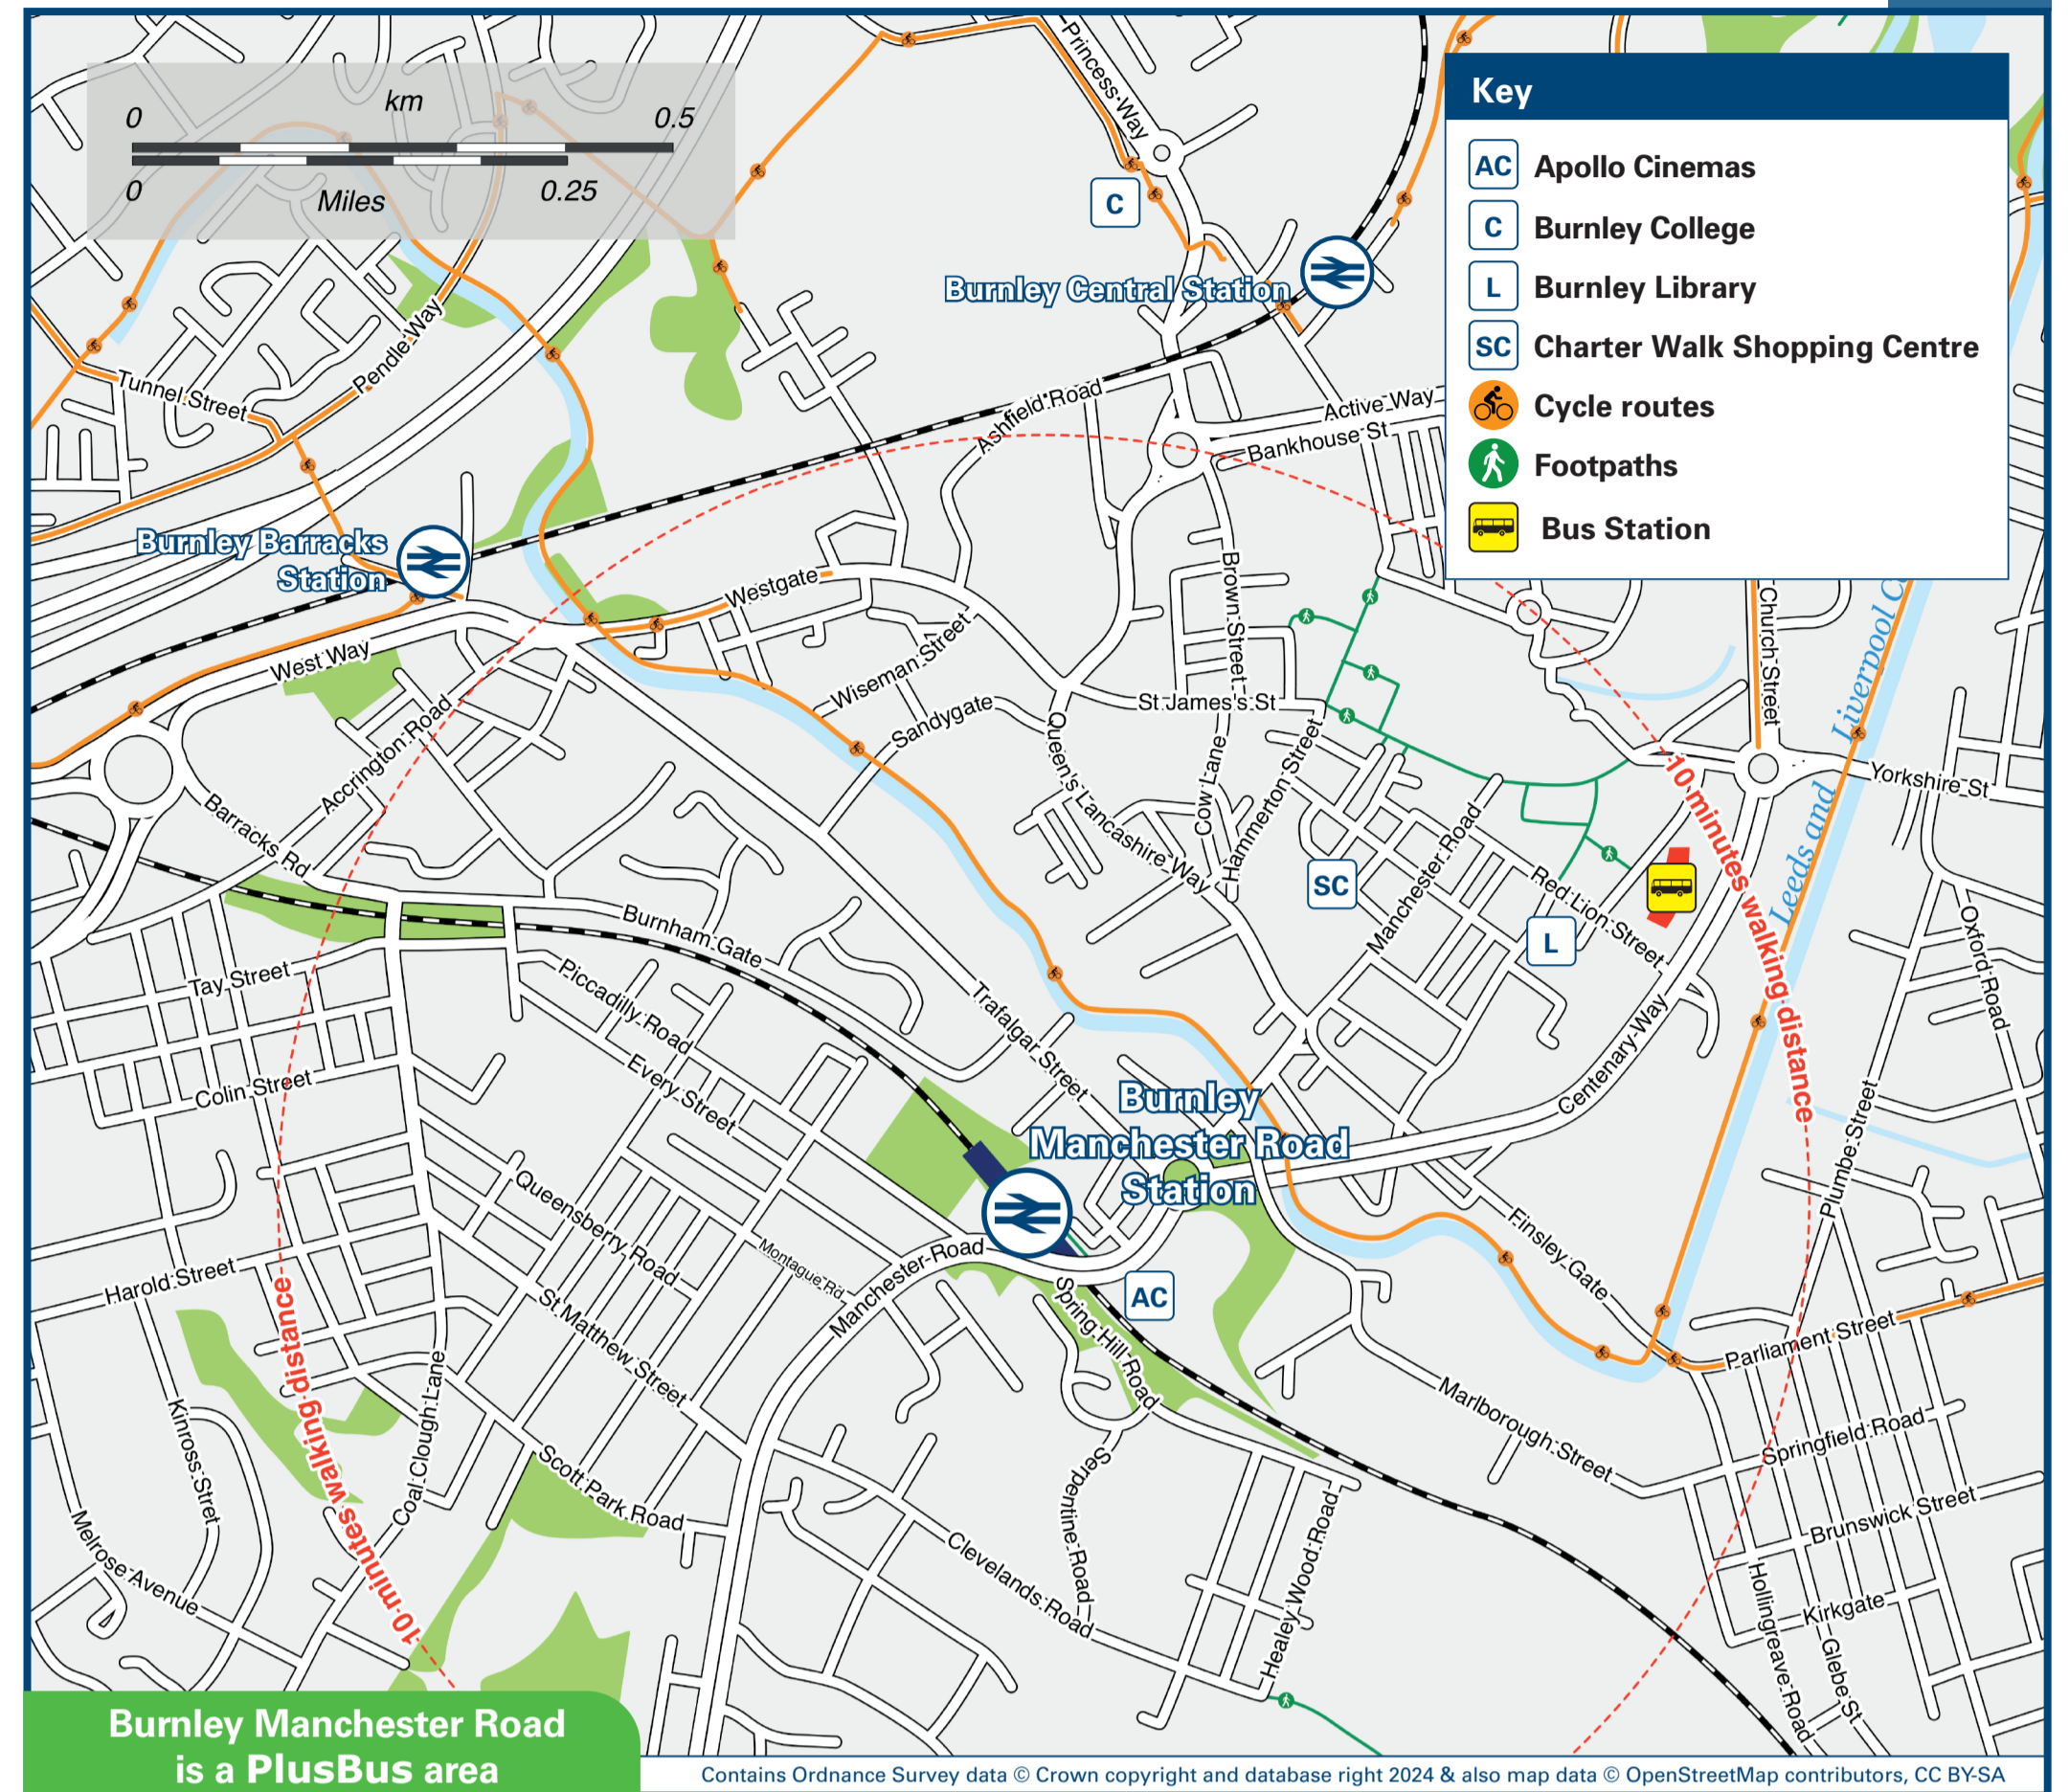 km
0 0.5
0 0.25
Miles
Key
AC Apollo Cinemas
C Burnley College
L Burnley Library
SC Charter Walk Shopping Centre
Cycle routes
Footpaths
Bus Station
Princess Way
C
Burnley Central Station
Pendle Way
Tunnel Street
Ashfield Road
Active Way
Bankhouse St
Burnley Barracks
Station
Westgate
Brown Street
Church Street
Liverpool C
West Way
Wiseman Street
Sandygate
St James's St
Accrington Road
Queen's Lancashire Way
Cow Lane
Hammerton Street
Yorkshire St
Barracks Rd
10 minutes walking distance
Leeds and
Manchester Road
Red Lion Street
SC
L
Burnham Gate
Oxford Road
Tay Street
Piccadilly Road
Trafalgar Street
Centenary Way
Every Street
Colin Street
Burnley
Manchester Road
Station
Plumbe Street
Queensberry Road
Montague Rd
Manchester Road
Finsley Gate
Harold Street
AC
Spring Hill Road
St Matthew Street
Parliament Street
10 minutes walking distance
Kinross Street
Coal Clough Lane
Marlborough Street
Springfield Road
Scott Park Road
Serpentine Road
Brunswick Street
Melrose Avenue
Clevelands Road
Healey Wood Road
Hollingreave Road
Kirkgate
Glebe St
Burnley Manchester Road
is a PlusBus area
Contains Ordnance Survey data © Crown copyright and database right 2024 & also map data © OpenStreetMap contributors, CC BY-SA